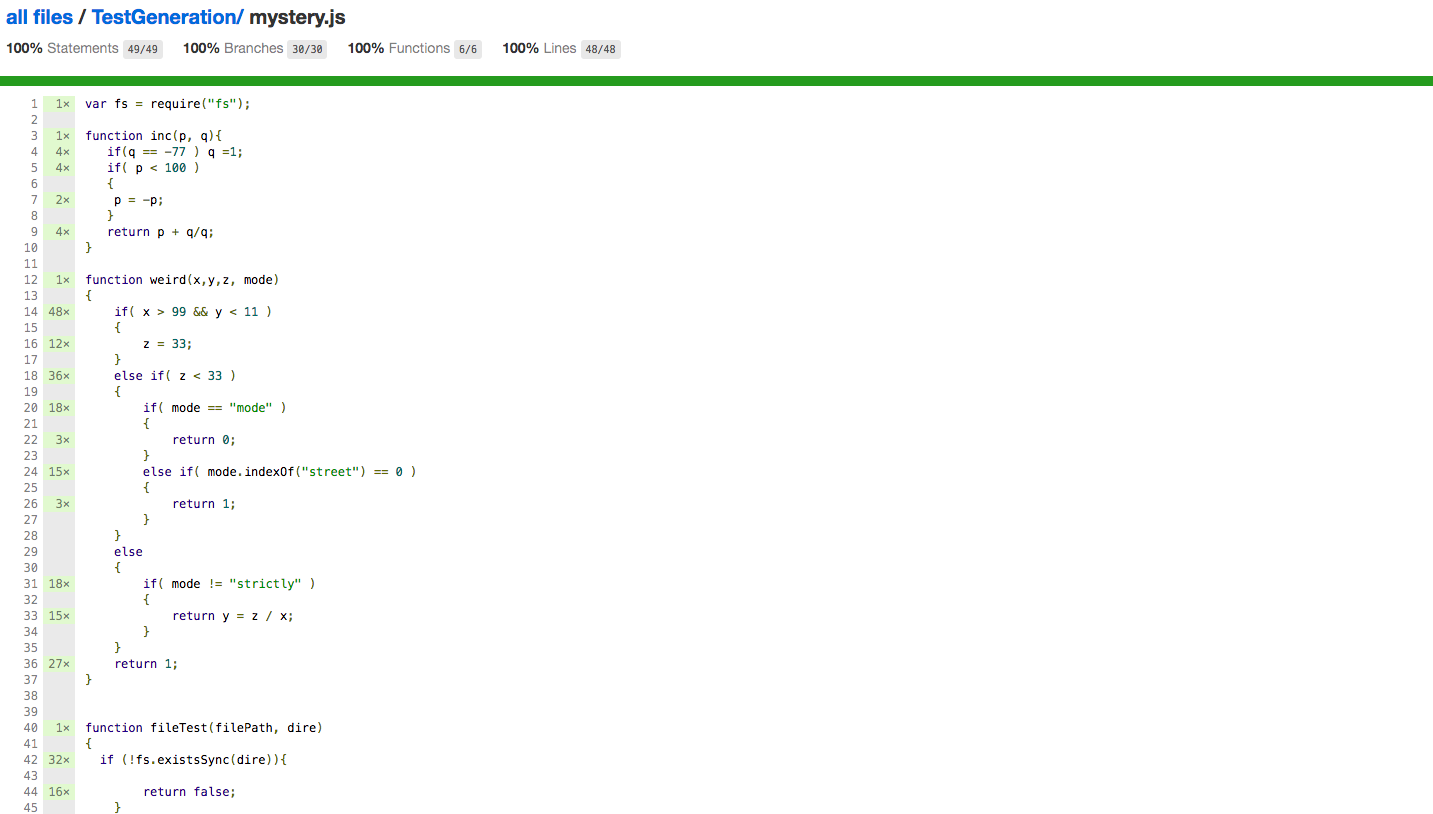 all files / TestGeneration/ mystery.js
100% Statements 49/49 100% Branches 30/30 100% Functions 6/6 100% Lines 48/48
1 1× var fs = require("fs");
2
3 1× function inc(p, q){
4 4× if(q == -77 ) q =1;
5 4× if( p < 100 )
6 {
7 2× p = -p;
8 }
9 4× return p + q/q;
10 }
11
12 1× function weird(x,y,z, mode)
13 {
14 48× if( x > 99 && y < 11 )
15 {
16 12× z = 33;
17 }
18 36× else if( z < 33 )
19 {
20 18× if( mode == "mode" )
21 {
22 3× return 0;
23 }
24 15× else if( mode.indexOf("street") == 0 )
25 {
26 3× return 1;
27 }
28 }
29 else
30 {
31 18× if( mode != "strictly" )
32 {
33 15× return y = z / x;
34 }
35 }
36 27× return 1;
37 }
38
39
40 1× function fileTest(filePath, dire)
41 {
42 32× if (!fs.existsSync(dire)){
43
44 16× return false;
45 }